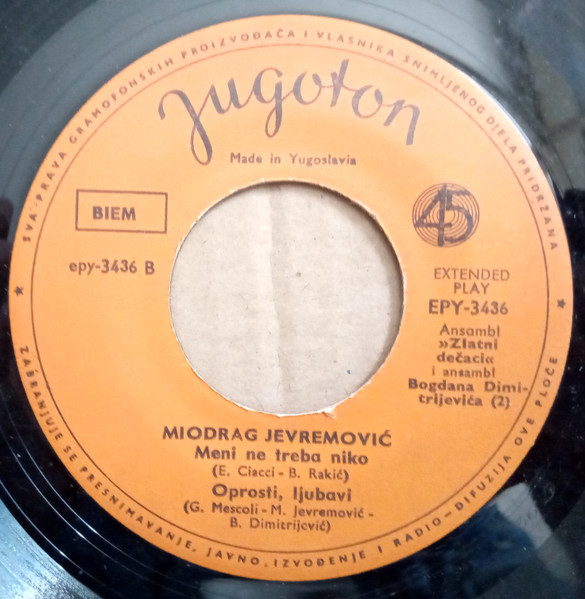 SVA PRAVA GRAMOFONSKIH PROIZVOĐAČA I VLASNIKA SNIMLJENOG DJELA PRIDRŽANA
Jugoton
Made in Yugoslavia
BIEM
45
epy-3436 B
EXTENDED
PLAY
EPY-3436
Ansambl
»Zlatni
dečaci«
i ansambl
Bogdana Dimi-
trijevića (2)
MIODRAG JEVREMOVIĆ
Meni ne treba niko
(E. Ciacci - B. Rakić)
Oprosti, ljubavi
(G. Mescoli - M. Jevremović -
B. Dimitrijević)
ZABRANJUJE SE PRESNIMAVANJE, JAVNO, IZVOĐENJE I RADIO-DIFUZIJA OVE PLOČE